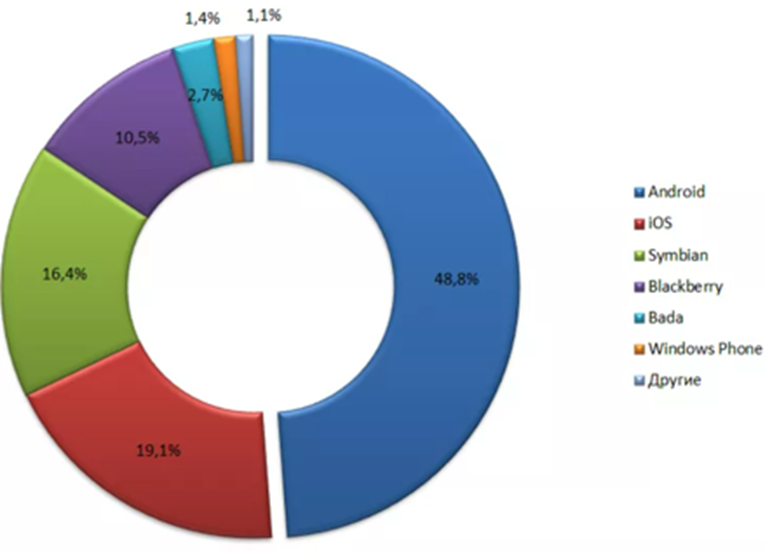 1,4%
1,1%
2,7%
10,5%
16,4%
48,8%
19,1%
Android
iOS
Symbian
Blackberry
Bada
Windows Phone
Другие